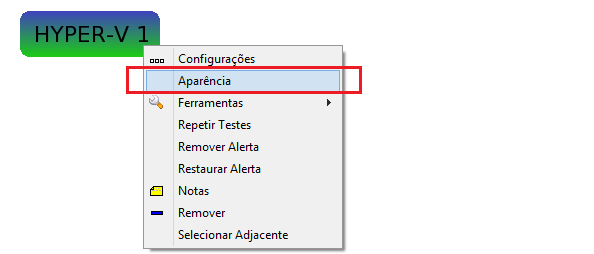 HYPER-V 1
Configurações
Aparência
Ferramentas
Repetir Testes
Remover Alerta
Restaurar Alerta
Notas
Remover
Selecionar Adjacente